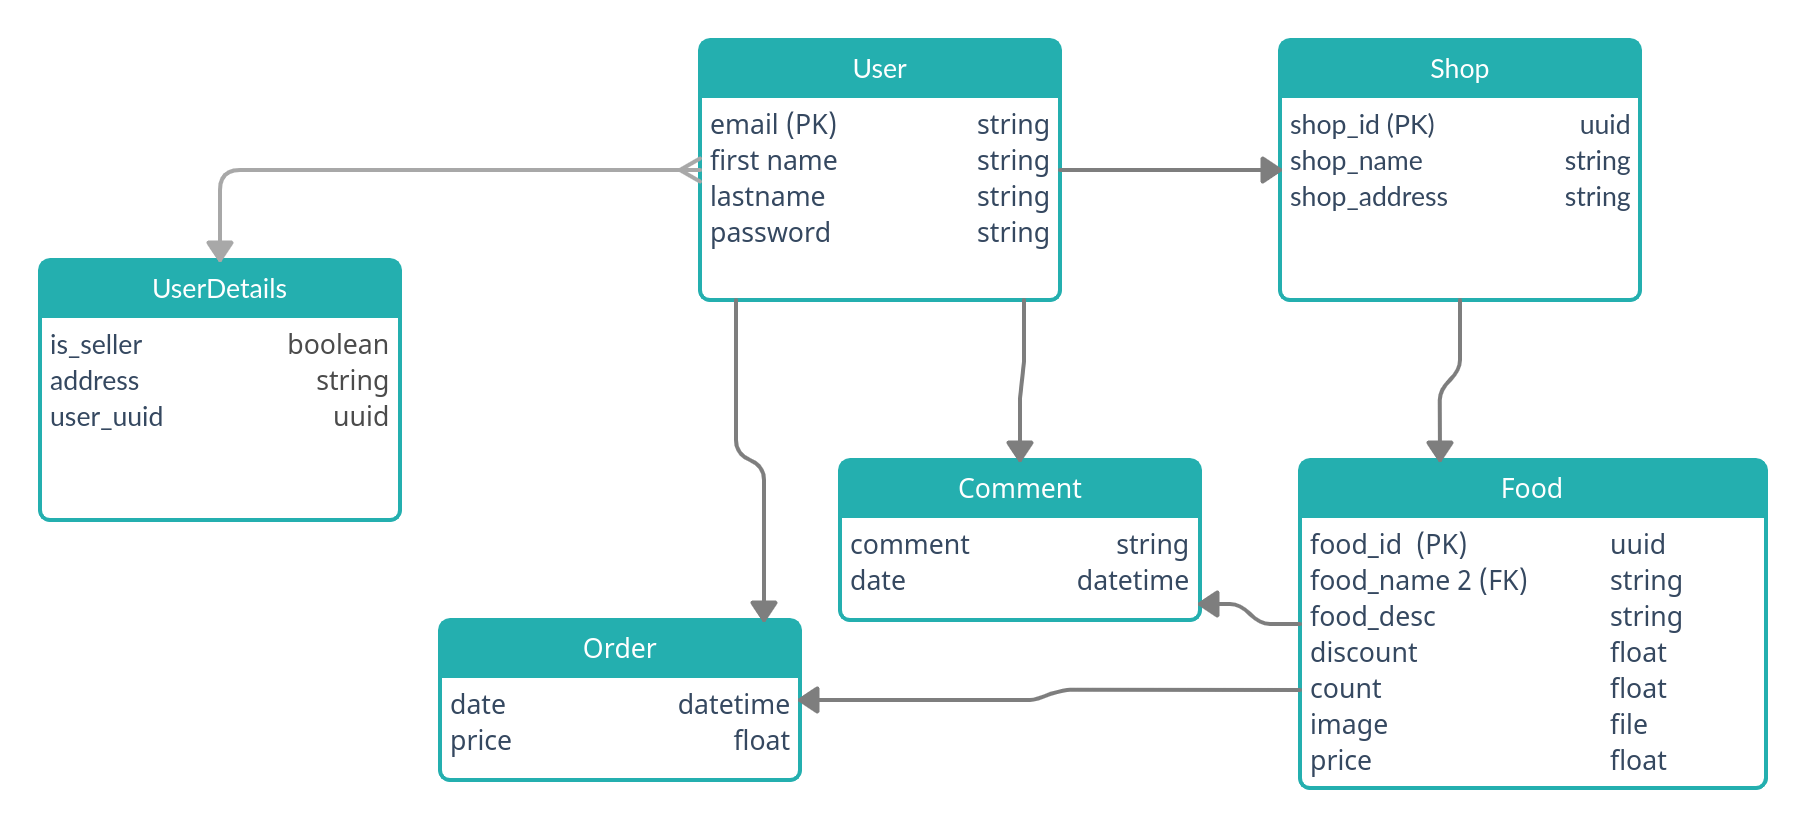 User
email (PK) string
first name string
lastname string
password string
Shop
shop_id (PK) uuid
shop_name string
shop_address string
UserDetails
is_seller boolean
address string
user_uuid uuid
Comment
comment string
date datetime
Food
food_id (PK) uuid
food_name 2 (FK) string
food_desc string
discount float
count float
image file
price float
Order
date datetime
price float